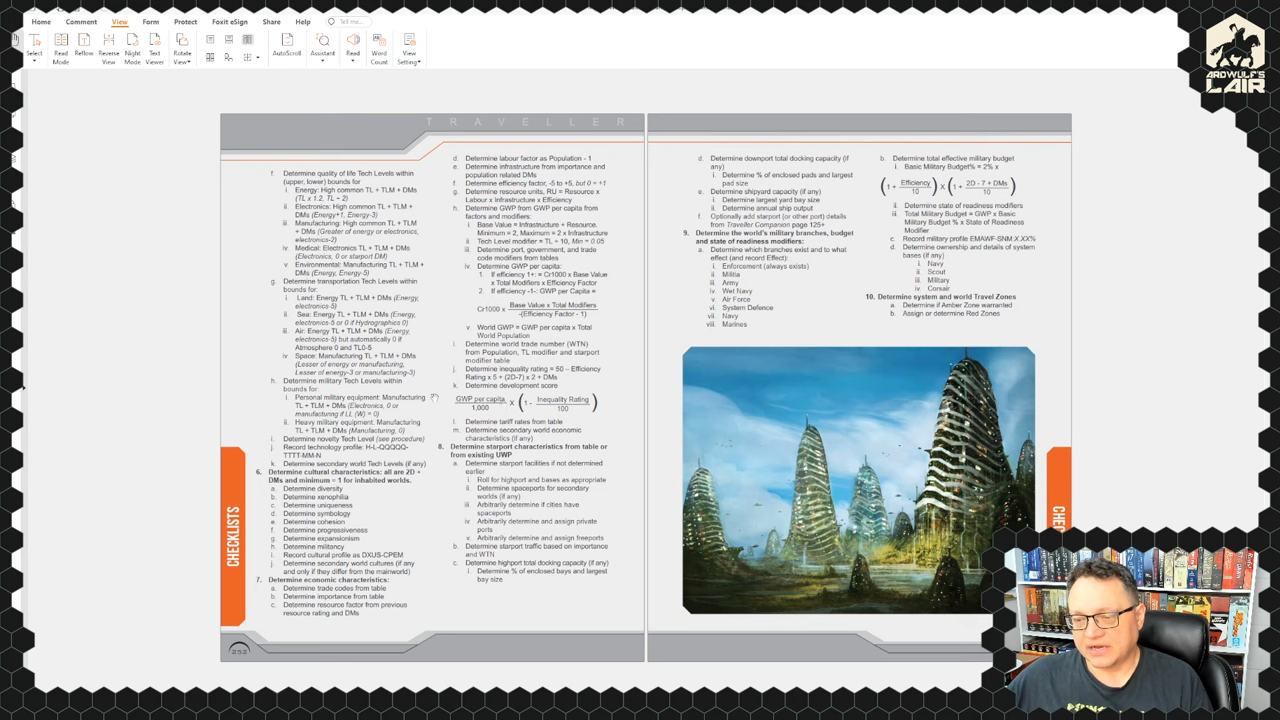 Home Comment View Form Protect Foxit eSign Share Help Tell me...
Select Read Mode Reflow Reverse View Night Mode Text Viewer Rotate View AutoScroll Assistant Read Word Count View Setting
ARDWULF'S
LAIR
TRAVELLER
f. Determine quality of life Tech Levels within
(upper, lower) bounds for
i. Energy: High common TL + TLM + DMs
(TL x 1.2, TL ÷ 2)
ii. Electronics: High common TL + TLM +
DMs (Energy+1, Energy-3)
iii. Manufacturing: High common TL + TLM
+ DMs (Greater of energy or electronics,
electronics-2)
iv. Medical: Electronics TL + TLM + DMs
(Electronics, 0 or starport DM)
v. Environmental: Manufacturing TL + TLM +
DMs (Energy, Energy-5)
g. Determine transportation Tech Levels within
bounds for:
i. Land: Energy TL + TLM + DMs (Energy,
electronics-5)
ii. Sea: Energy TLM + TLM + DMs (Energy,
electronics-5 or 0 if Hydrographics 0)
iii. Air: Energy TL + TLM + DMs (Energy,
electronics-5) but automatically 0 if
Atmosphere 0 and TL0-5
iv. Space: Manufacturing TL + TLM + DMs
(Lesser of energy or manufacturing,
Lesser of energy-3 or manufacturing-3)
h. Determine military Tech Levels within
bounds for:
i. Personal military equipment: Manufacturing
TL + TLM + DMs (Electronics, 0 or
manufacturing if LL (W) = 0)
ii. Heavy military equipment: Manufacturing
TL + TLM + DMs (Manufacturing, 0)
i. Determine novelty Tech Level (see procedure)
j. Record technology profile: H-L-QQQQQ-
TTTT-MM-N
k. Determine secondary world Tech Levels (if any)
6. Determine cultural characteristics: all are 2D +
DMs and minimum = 1 for inhabited worlds.
a. Determine diversity
b. Determine xenophilia
c. Determine uniqueness
d. Determine symbology
e. Determine cohesion
f. Determine progressiveness
g. Determine expansionism
h. Determine militancy
i. Record cultural profile as DXUS-CPEM
j. Determine secondary world cultures (if any
and only if they differ from the mainworld)
7. Determine economic characteristics:
a. Determine trade codes from table
b. Determine importance from table
c. Determine resource factor from previous
resource rating and DMs
d. Determine labour factor as Population - 1
e. Determine infrastructure from importance and
population related DMs
f. Determine efficiency factor, -5 to +5, but 0 = +1
g. Determine resource units, RU = Resource x
Labour x Infrastructure x Efficiency
h. Determine GWP from GWP per capita from
factors and modifiers:
i. Base Value = Infrastructure + Resource.
Minimum = 2, Maximum = 2 x Infrastructure
ii. Tech Level modifier = TL ÷ 10, Min = 0.05
iii. Determine port, government, and trade
code modifiers from tables
iv. Determine GWP per capita:
1. If efficiency 1+: = Cr1000 x Base Value
x Total Modifiers x Efficiency Factor
2. If efficiency -1-: GWP per Capita =
Cr1000 x Base Value x Total Modifiers
-(Efficiency Factor - 1)
v. World GWP = GWP per capita x Total
World Population
i. Determine world trade number (WTN)
from Population, TL modifier and starport
modifier table
j. Determine inequality rating = 50 – Efficiency
Rating x 5 + (2D-7) x 2 + DMs
k. Determine development score
GWP per capita x (1 - Inequality Rating)
1,000 100
l. Determine tariff rates from table
m. Determine secondary world economic
characteristics (if any)
8. Determine starport characteristics from table or
from existing UWP
a. Determine starport facilities if not determined
earlier
i. Roll for highport and bases as appropriate
ii. Determine spaceports for secondary
worlds (if any)
iii. Arbitrarily determine if cities have
spaceports
iv. Arbitrarily determine and assign private
ports
v. Arbitrarily determine and assign freeports
b. Determine starport traffic based on importance
and WTN
c. Determine highport total docking capacity (if any)
i. Determine % of enclosed bays and largest
bay size
d. Determine downport total docking capacity (if
any)
i. Determine % of enclosed pads and largest
pad size
e. Determine shipyard capacity (if any)
i. Determine largest yard bay size
ii. Determine annual ship output
f. Optionally add starport (or other port) details
from Traveller Companion page 125+
9. Determine the world's military branches, budget
and state of readiness modifiers:
a. Determine which branches exist and to what
effect (and record Effect):
i. Enforcement (always exists)
ii. Militia
iii. Army
iv. Wet Navy
v. Air Force
vi. System Defence
vii. Navy
viii. Marines
b. Determine total effective military budget
i. Basic Military Budget% = 2% x
(1 + Efficiency) x (1 + 2D - 7 + DMs)
10 10
ii. Determine state of readiness modifiers
iii. Total Military Budget = GWP x Basic
Military Budget % x State of Readiness
Modifier
c. Record military profile EMAWF-SNM:X.XX%
d. Determine ownership and details of system
bases (if any)
i. Navy
ii. Scout
iii. Military
iv. Corsair
10. Determine system and world Travel Zones
a. Determine if Amber Zone warranted
b. Assign or determine Red Zones
CHECKLISTS
252